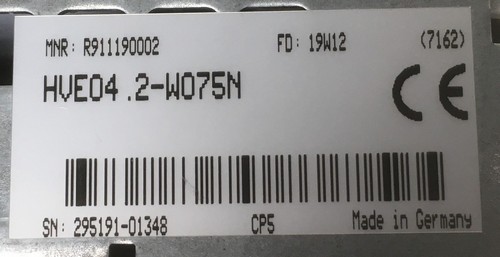 MNR: R911190002 FD: 19W12 (7162)
HVE04.2-W075N
CE
SN: 295191-01348 CP5 Made in Germany